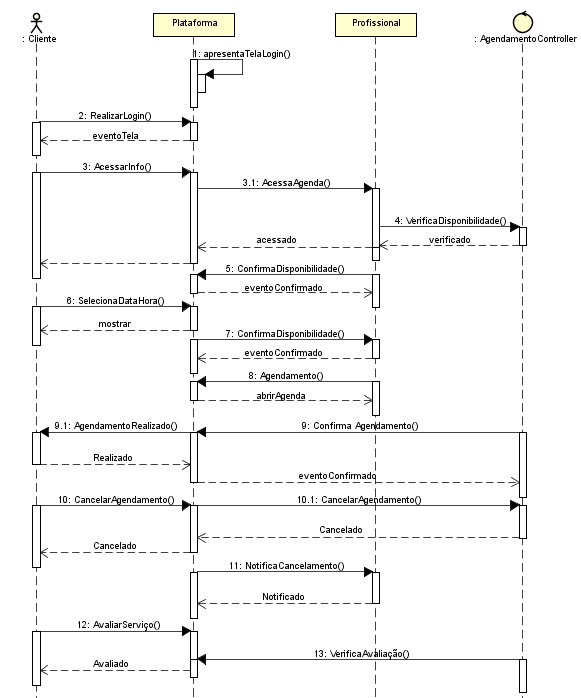 Plataforma
Profissional
: Cliente
: AgendamentoController
1: apresentaTelaLogin()
2: RealizarLogin()
eventoTela
3: AcessarInfo()
3.1: AcessaAgenda()
4: VerificaDisponibilidade()
acessado
verificado
5: ConfirmaDisponibilidade()
eventoConfirmado
6: SelecionaDataHora()
mostrar
7: ConfirmaDisponibilidade()
eventoConfirmado
8: Agendamento()
abrirAgenda
9.1: AgendamentoRealizado()
9: Confirma Agendamento()
Realizado
eventoConfirmado
10: CancelarAgendamento()
10.1: CancelarAgendamento()
Cancelado
Cancelado
11: NotificaCancelamento()
Notificado
12: AvaliarServiço()
13: VerificaAvaliação()
Avaliado